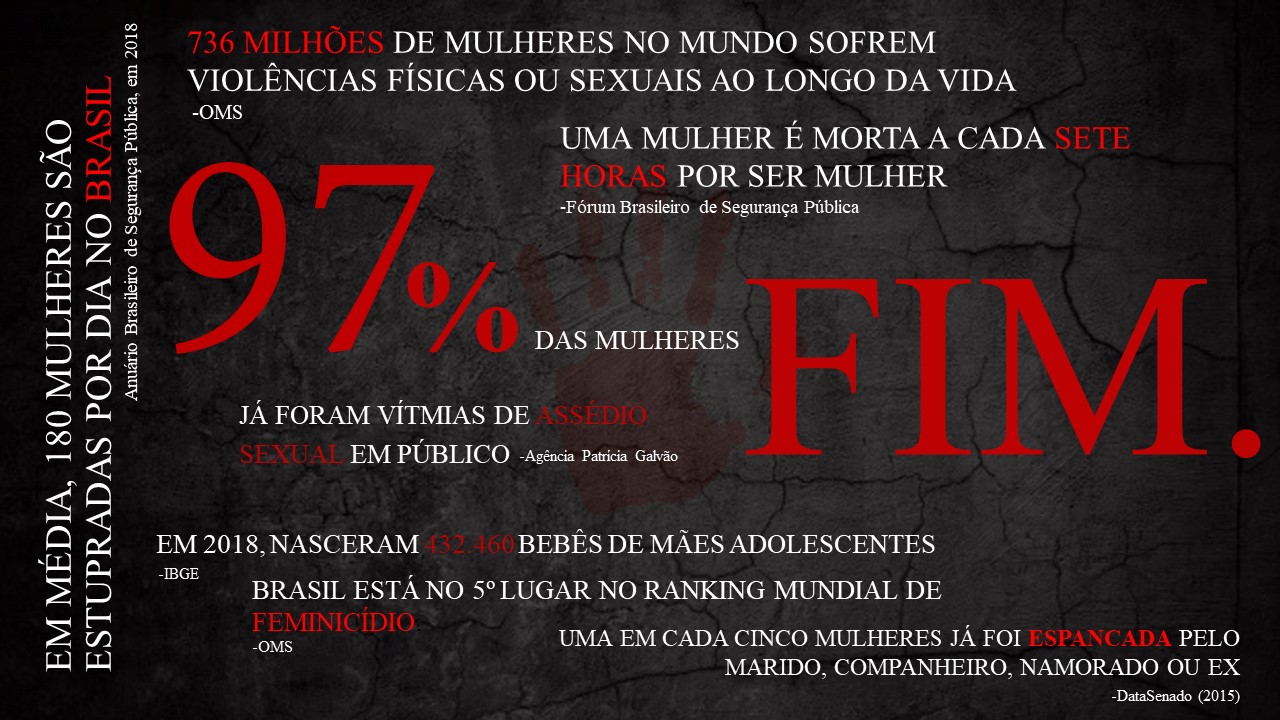 736 MILHÕES DE MULHERES NO MUNDO SOFREM
VIOLÊNCIAS FÍSICAS OU SEXUAIS AO LONGO DA VIDA
-OMS
EM MÉDIA, 180 MULHERES SÃO
ESTUPRADAS POR DIA NO BRASIL
Anuário Brasileiro de Segurança Pública, em 2018
UMA MULHER É MORTA A CADA SETE
HORAS POR SER MULHER
-Fórum Brasileiro de Segurança Pública
97% DAS MULHERES
JÁ FORAM VÍTMIAS DE ASSÉDIO
SEXUAL EM PÚBLICO -Agência Patricia Galvão
FIM.
EM 2018, NASCERAM 432.460 BEBÊS DE MÃES ADOLESCENTES
-IBGE
BRASIL ESTÁ NO 5º LUGAR NO RANKING MUNDIAL DE
FEMINICÍDIO
-OMS
UMA EM CADA CINCO MULHERES JÁ FOI ESPANCADA PELO
MARIDO, COMPANHEIRO, NAMORADO OU EX
-DataSenado (2015)